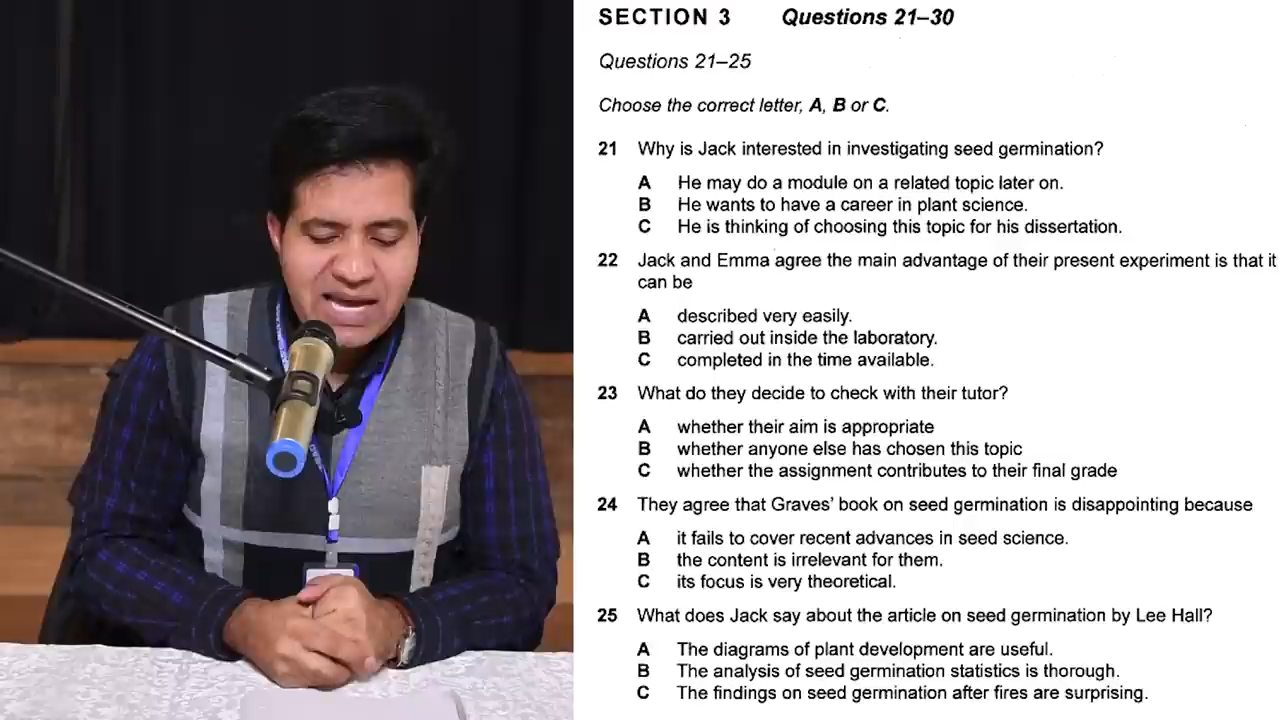 SECTION 3 Questions 21–30
Questions 21–25
Choose the correct letter, A, B or C.
21 Why is Jack interested in investigating seed germination?
A He may do a module on a related topic later on.
B He wants to have a career in plant science.
C He is thinking of choosing this topic for his dissertation.
22 Jack and Emma agree the main advantage of their present experiment is that it
can be
A described very easily.
B carried out inside the laboratory.
C completed in the time available.
23 What do they decide to check with their tutor?
A whether their aim is appropriate
B whether anyone else has chosen this topic
C whether the assignment contributes to their final grade
24 They agree that Graves' book on seed germination is disappointing because
A it fails to cover recent advances in seed science.
B the content is irrelevant for them.
C its focus is very theoretical.
25 What does Jack say about the article on seed germination by Lee Hall?
A The diagrams of plant development are useful.
B The analysis of seed germination statistics is thorough.
C The findings on seed germination after fires are surprising.